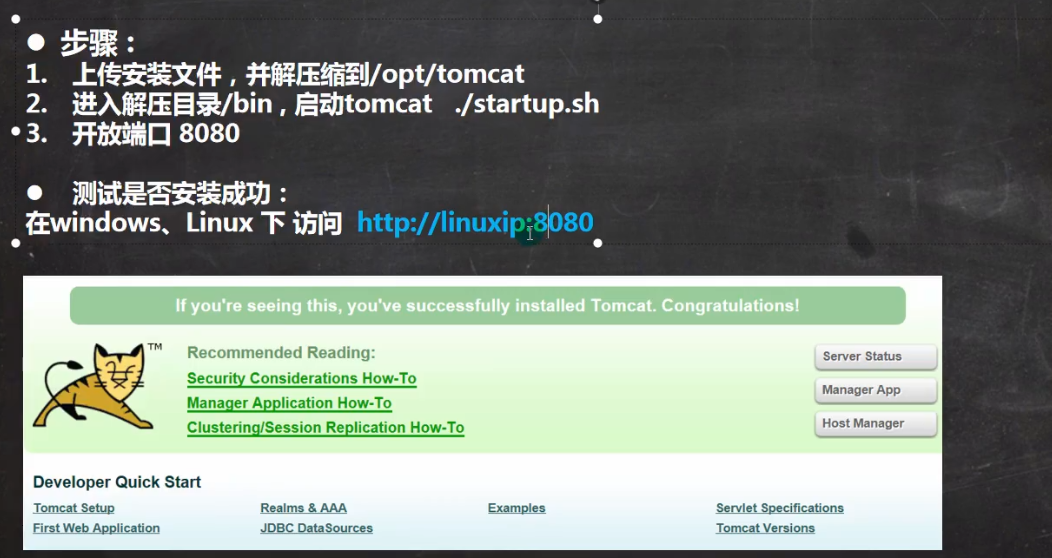 ● 步骤：
1. 上传安装文件，并解压缩到/opt/tomcat
2. 进入解压目录/bin，启动tomcat ./startup.sh
3. 开放端口 8080
● 测试是否安装成功：
在windows、Linux 下 访问 http://linuxip:8080
If you're seeing this, you've successfully installed Tomcat. Congratulations!
TM
Recommended Reading:
Security Considerations How-To
Manager Application How-To
Clustering/Session Replication How-To
Server Status
Manager App
Host Manager
Developer Quick Start
Tomcat Setup Realms & AAA Examples Servlet Specifications
First Web Application JDBC DataSources Tomcat Versions